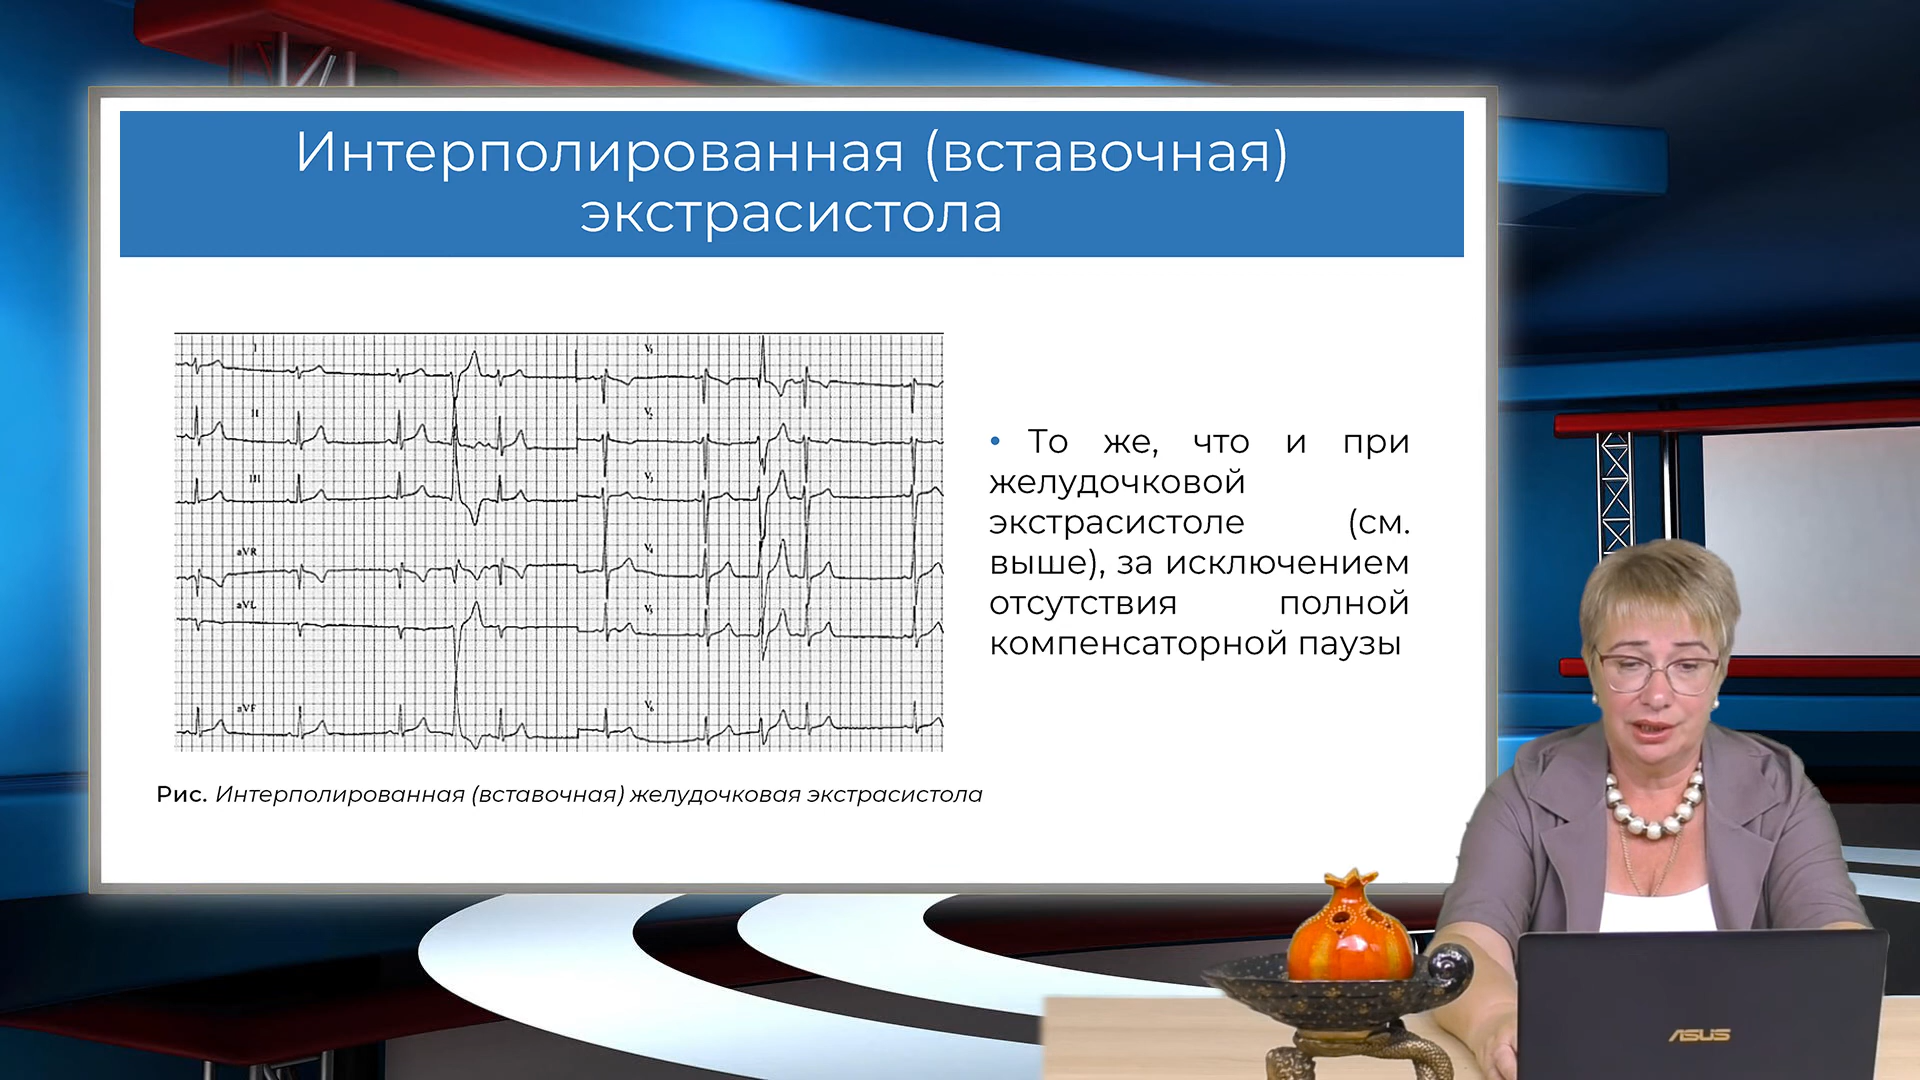 Интерполированная (вставочная)
экстрасистола
I
II
III
aVR
aVL
aVF
V₁
V₂
V₃
V₄
V₅
V₆
• То же, что и при
желудочковой
экстрасистоле (см.
выше), за исключением
отсутствия полной
компенсаторной паузы
Рис. Интерполированная (вставочная) желудочковая экстрасистола
ASUS